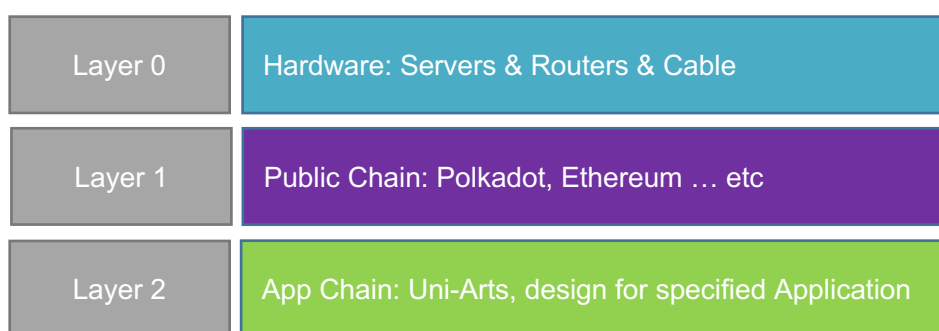 Layer 0
Hardware: Servers & Routers & Cable
Layer 1
Public Chain: Polkadot, Ethereum … etc
Layer 2
App Chain: Uni-Arts, design for specified Application